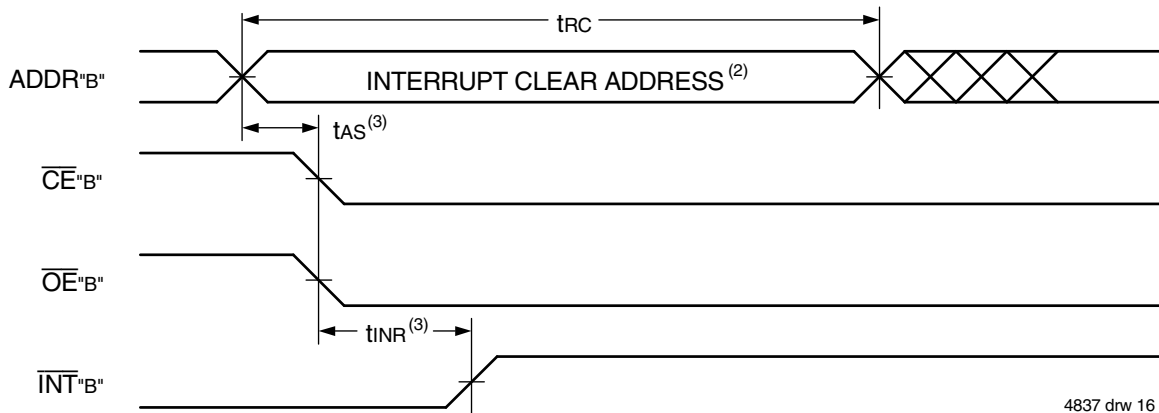 tRC
ADDR"B"
INTERRUPT CLEAR ADDRESS(2)
tAS(3)
CE"B"
OE"B"
tINR(3)
INT"B"
4837 drw 16